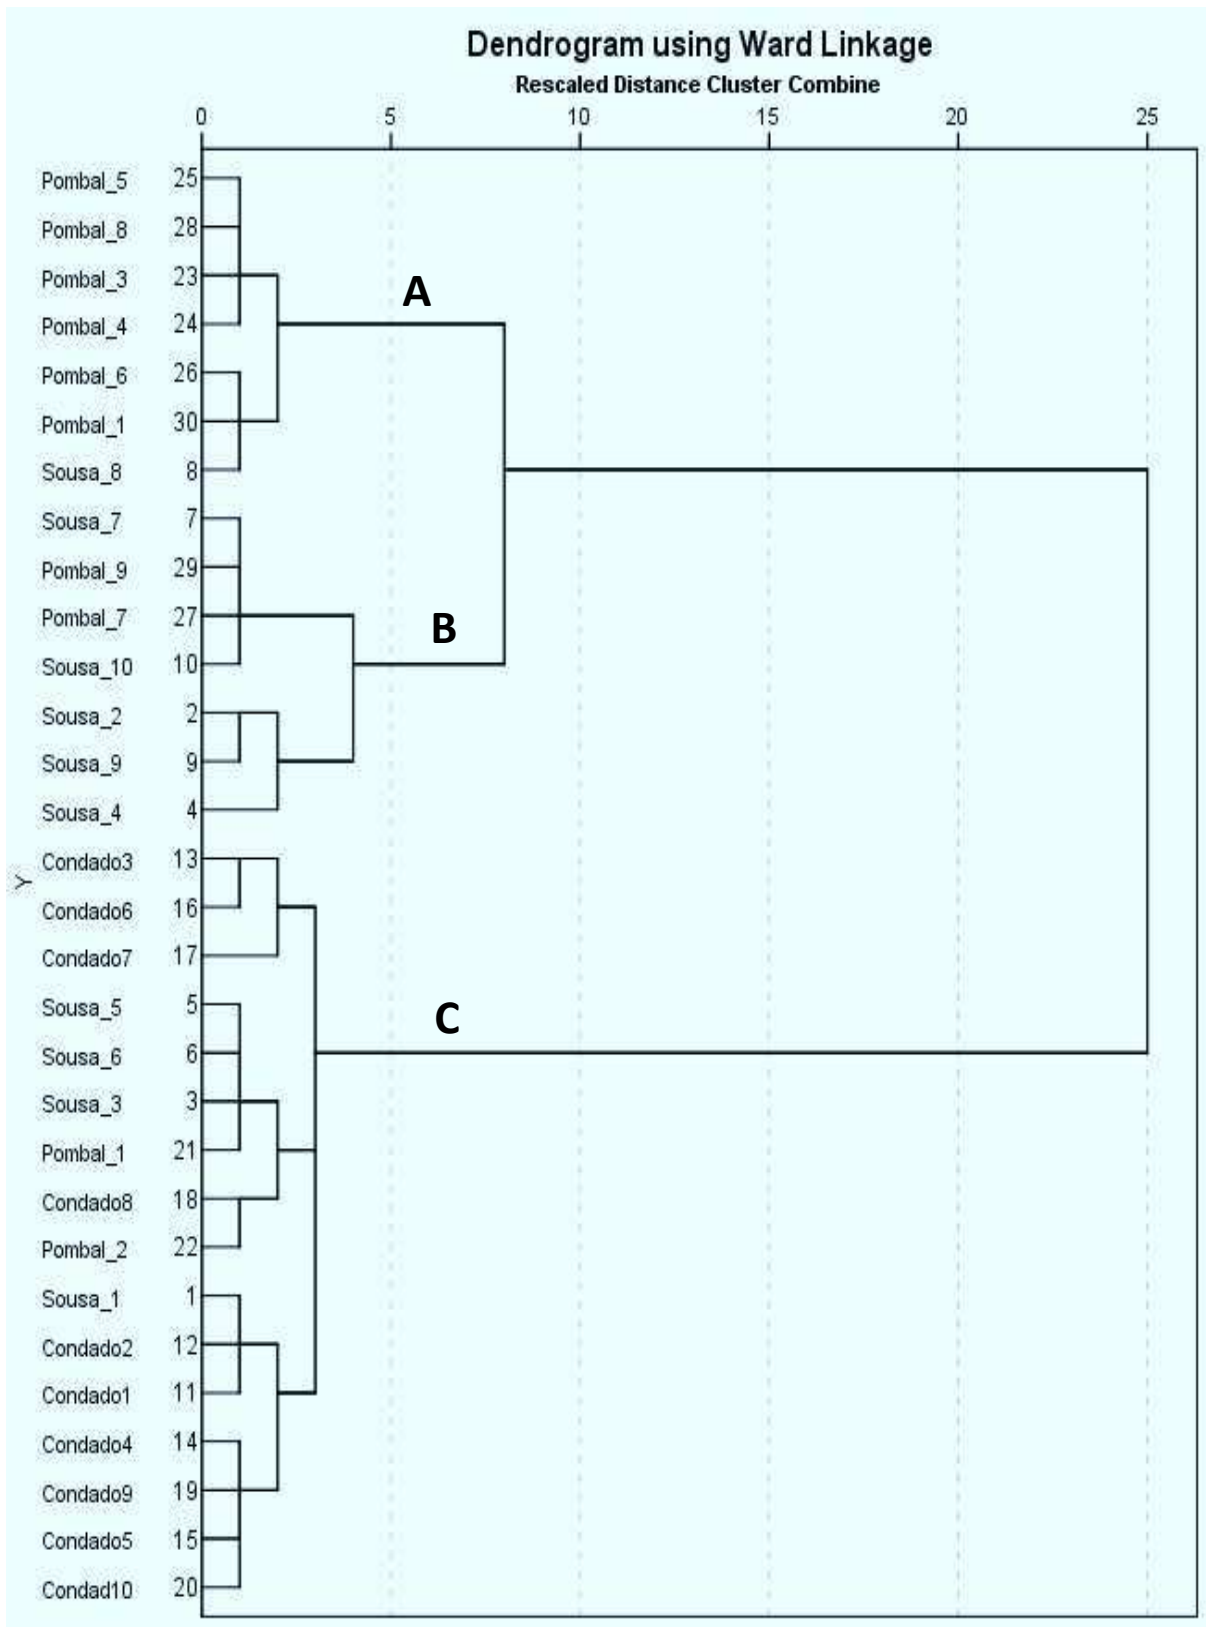 Dendrogram using Ward Linkage
Rescaled Distance Cluster Combine
0 5 10 15 20 25
Pombal_5 25
Pombal_8 28
Pombal_3 23
A
Pombal_4 24
Pombal_6 26
Pombal_1 30
Sousa_8 8
Sousa_7 7
Pombal_9 29
Pombal_7 27
B
Sousa_10 10
Sousa_2 2
Sousa_9 9
Sousa_4 4
Condado3 13
Y
Condado6 16
Condado7 17
Sousa_5 5
C
Sousa_6 6
Sousa_3 3
Pombal_1 21
Condado8 18
Pombal_2 22
Sousa_1 1
Condado2 12
Condado1 11
Condado4 14
Condado9 19
Condado5 15
Condad10 20